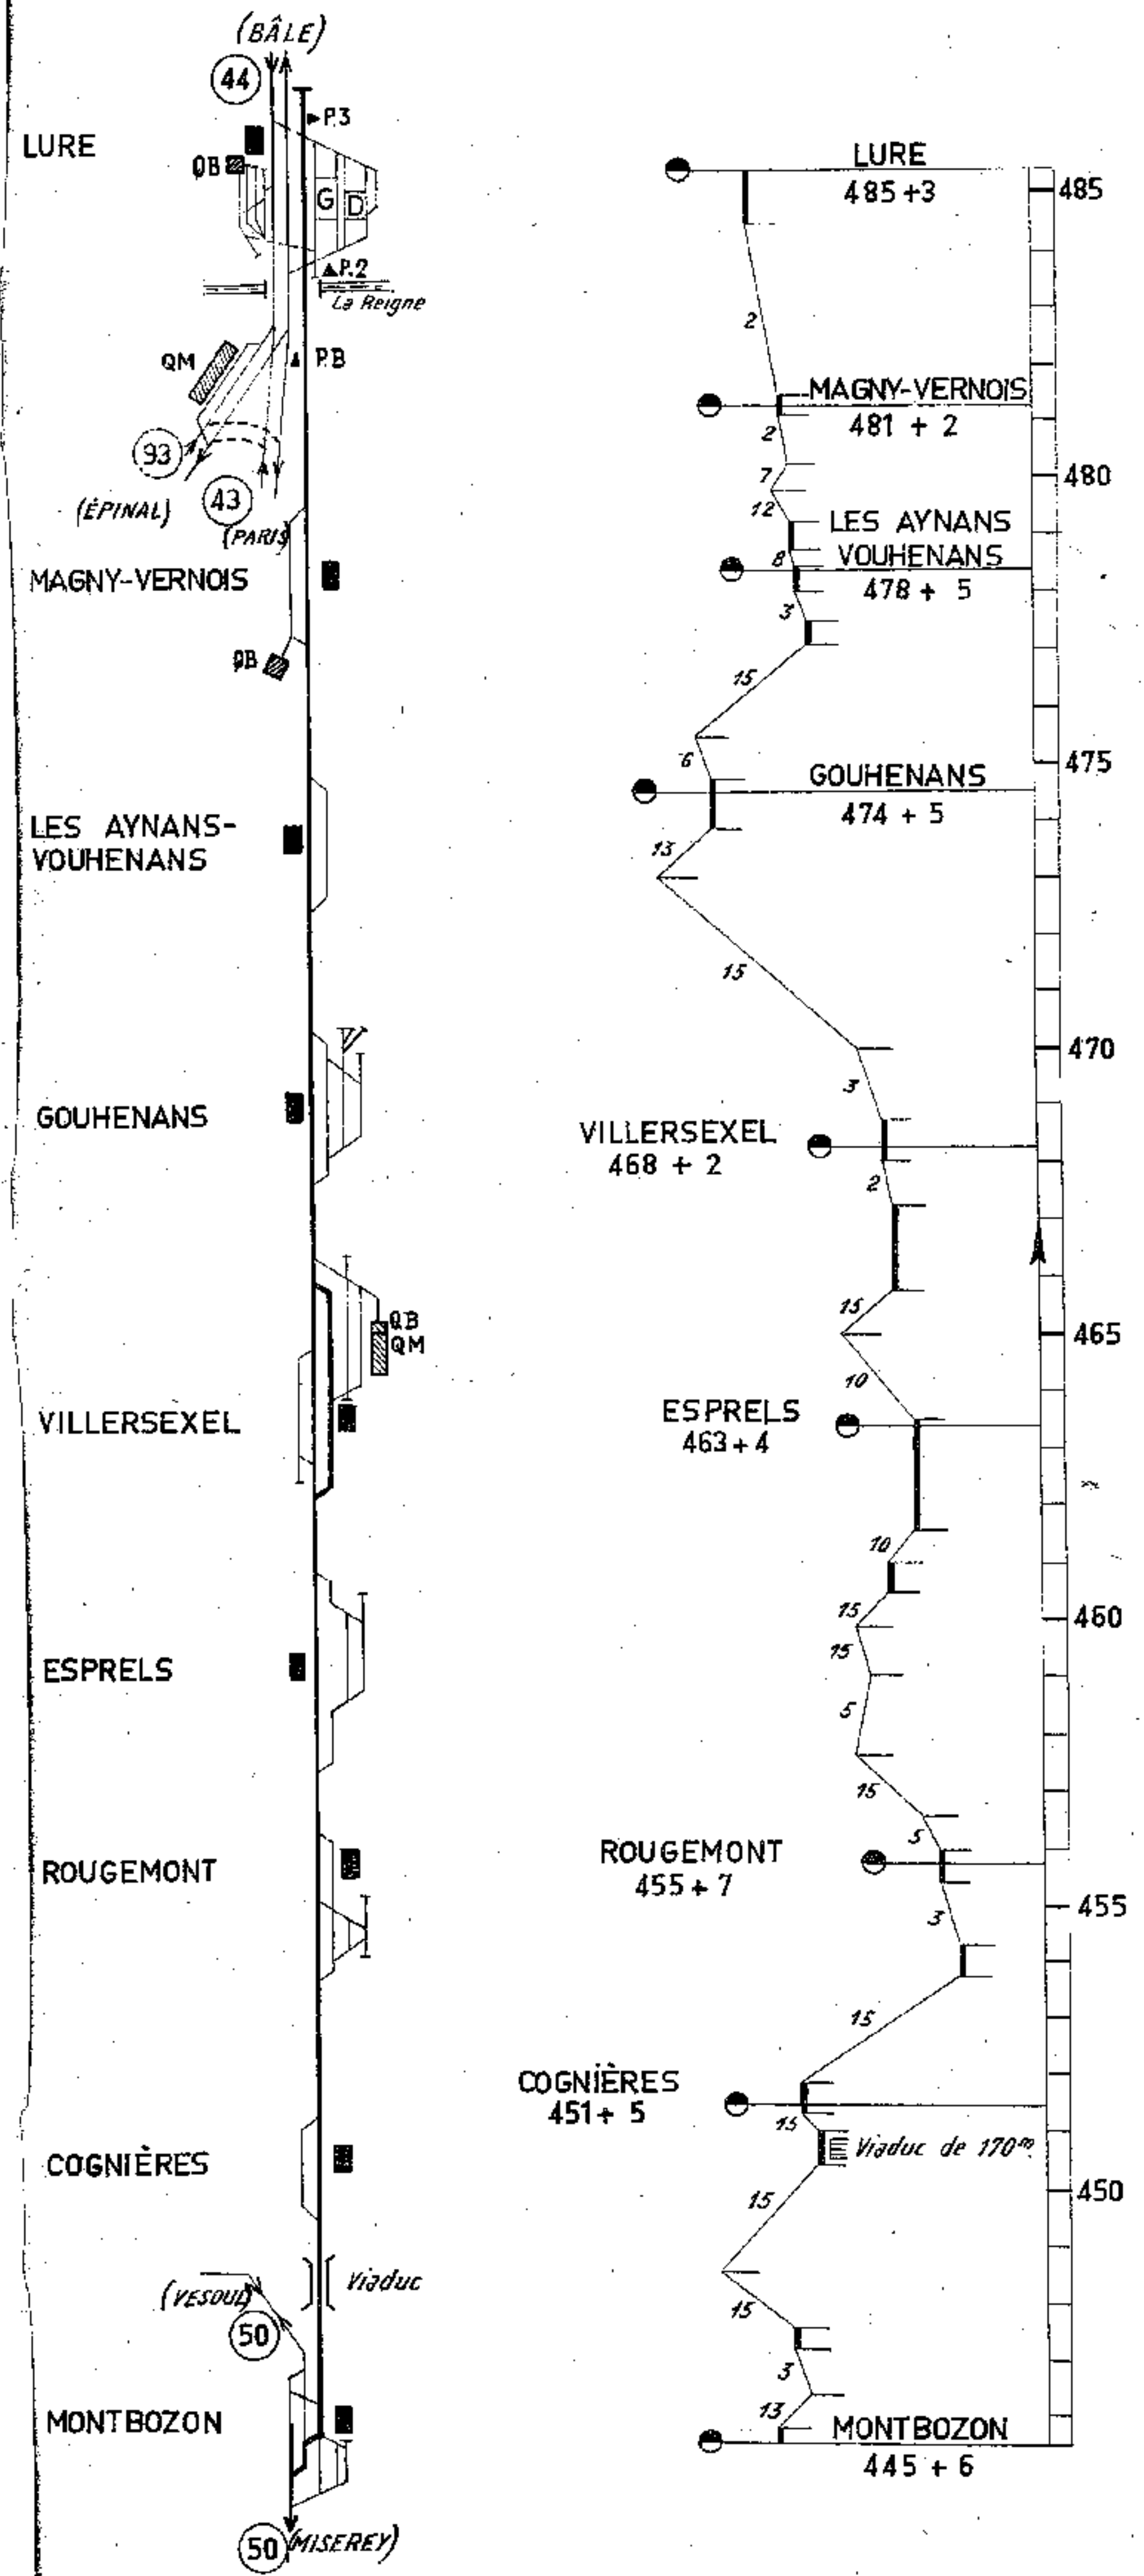 (BÂLE)
44
P.3
LURE
QB
G D
P.2
La Reigne
QM
P.B
93
(ÉPINAL)
43
(PARIS)
MAGNY-VERNOIS
QB
LES AYNANS-
VOUHENANS
GOUHENANS
QB
QM
VILLERSEXEL
ESPRELS
ROUGEMONT
COGNIÈRES
(VESOUL)
Viaduc
50
MONTBOZON
50 (MISEREY)
LURE
485+3
485
2
MAGNY-VERNOIS
481 + 2
2
480
7
12
LES AYNANS
VOUHENANS
8
478 + 5
3
15
475
6
GOUHENANS
474 + 5
13
15
470
3
VILLERSEXEL
468 + 2
2
15
465
10
ESPRELS
463+4
10
15
460
15
5
15
5
ROUGEMONT
455+7
455
3
15
COGNIÈRES
451+ 5
15
Viaduc de 170m
450
15
15
3
13
MONTBOZON
445 + 6